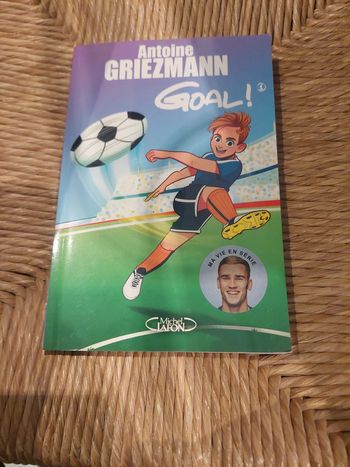 Antoine
GRIEZMANN
GOAL! 1
MA VIE EN SÉRIE
Michel
LAFON